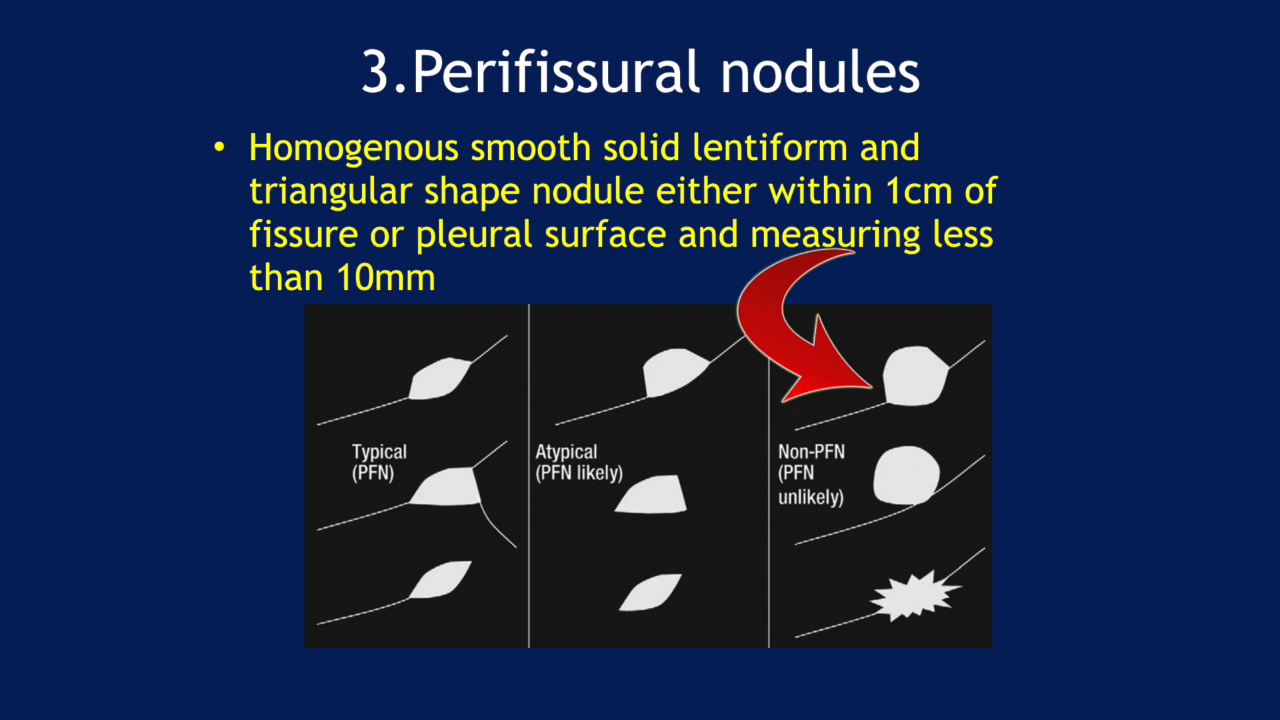 3.Perifissural nodules
• Homogenous smooth solid lentiform and
triangular shape nodule either within 1cm of
fissure or pleural surface and measuring less
than 10mm
Typical
(PFN)
Atypical
(PFN likely)
Non-PFN
(PFN
unlikely)